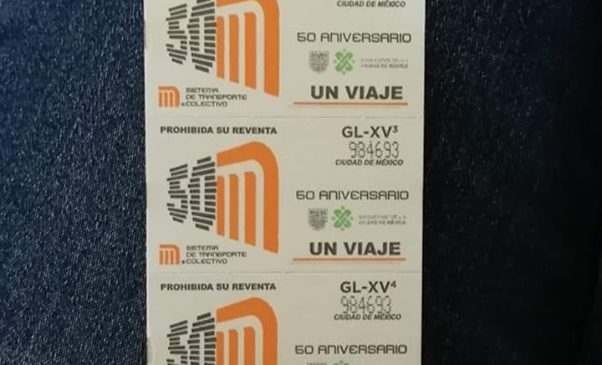 CIUDAD DE MÉXICO
50 ANIVERSARIO
SISTEMA
DE TRANSPORTE
COLECTIVO
UN VIAJE
PROHIBIDA SU REVENTA
GL-XV³
984693
CIUDAD DE MÉXICO
50 ANIVERSARIO
SISTEMA
DE TRANSPORTE
COLECTIVO
UN VIAJE
PROHIBIDA SU REVENTA
GL-XV⁴
984693
CIUDAD DE MÉXICO
50 ANIVERSARIO